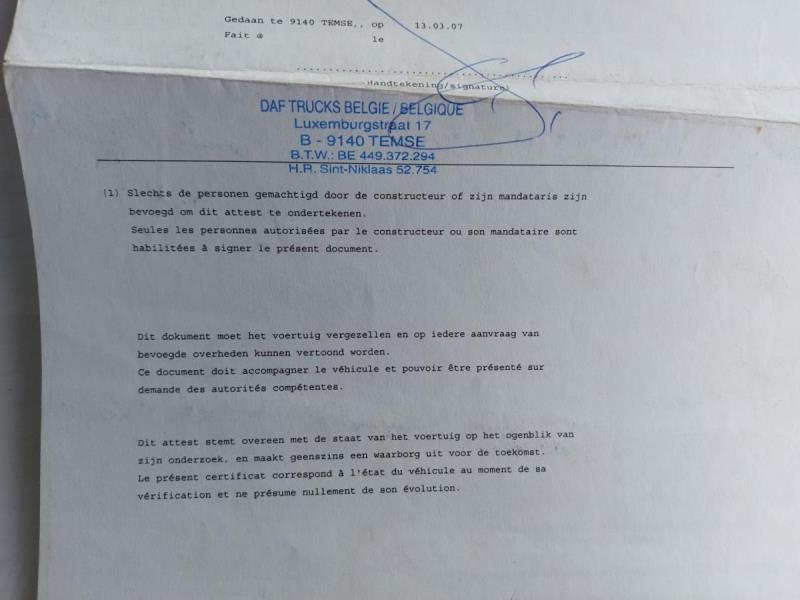 Gedaan te 9140 TEMSE,, op 13.03.07
Fait @ le
(Handtekening/signature)
DAF TRUCKS BELGIE / BELGIQUE
Luxemburgstraat 17
B - 9140 TEMSE
B.T.W.: BE 449.372.294
H.R. Sint-Niklaas 52.754
(1) Slechts de personen gemachtigd door de constructeur of zijn mandataris zijn
bevoegd om dit attest te ondertekenen.
Seules les personnes autorisées par le constructeur ou son mandataire sont
habilitées à signer le présent document.
Dit dokument moet het voertuig vergezellen en op iedere aanvraag van
bevoegde overheden kunnen vertoond worden.
Ce document doit accompagner le véhicule et pouvoir être présenté sur
demande des autorités compétentes.
Dit attest stemt overeen met de staat van het voertuig op het ogenblik van
zijn onderzoek, en maakt geenszins een waarborg uit voor de toekomst.
Le présent certificat correspond à l'état du véhicule au moment de sa
vérification et ne présume nullement de son évolution.